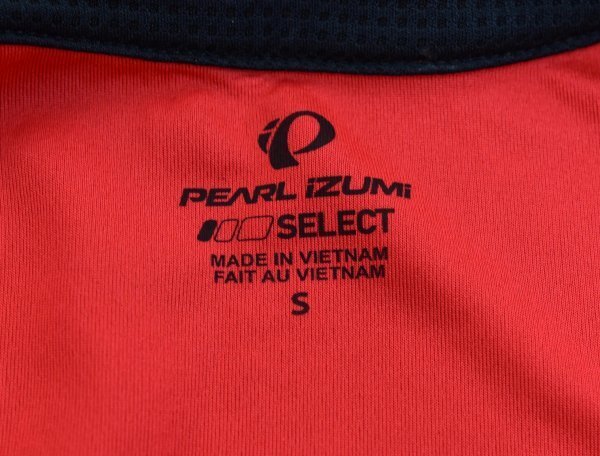 PEARL iZUMi
SELECT
MADE IN VIETNAM
FAIT AU VIETNAM
S